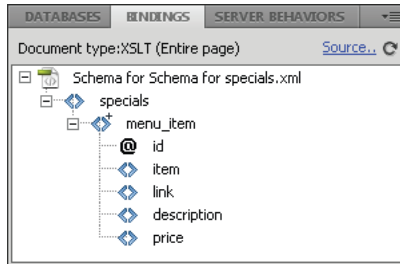 DATABASES BINDINGS SERVER BEHAVIORS
Document type:XSLT (Entire page) Source..
Schema for Schema for specials.xml
specials
menu_item
@ id
item
link
description
price